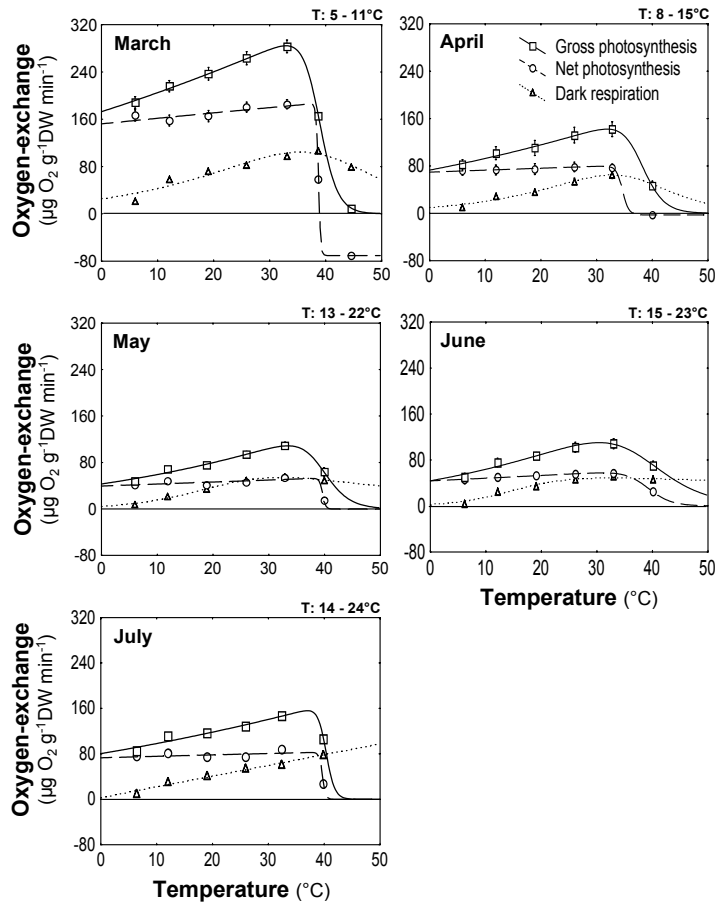 T: 5 - 11°C
March
320
240
160
80
0
-80
0 10 20 30 40 50
Oxygen-exchange
(µg O₂ g⁻¹DW min⁻¹)
T: 8 - 15°C
April
Gross photosynthesis
Net photosynthesis
Dark respiration
320
240
160
80
0
-80
0 10 20 30 40 50
T: 13 - 22°C
May
320
240
160
80
0
-80
0 10 20 30 40 50
Oxygen-exchange
(µg O₂ g⁻¹DW min⁻¹)
T: 15 - 23°C
June
320
240
160
80
0
-80
0 10 20 30 40 50
Temperature (°C)
T: 14 - 24°C
July
320
240
160
80
0
-80
0 10 20 30 40 50
Oxygen-exchange
(µg O₂ g⁻¹DW min⁻¹)
Temperature (°C)